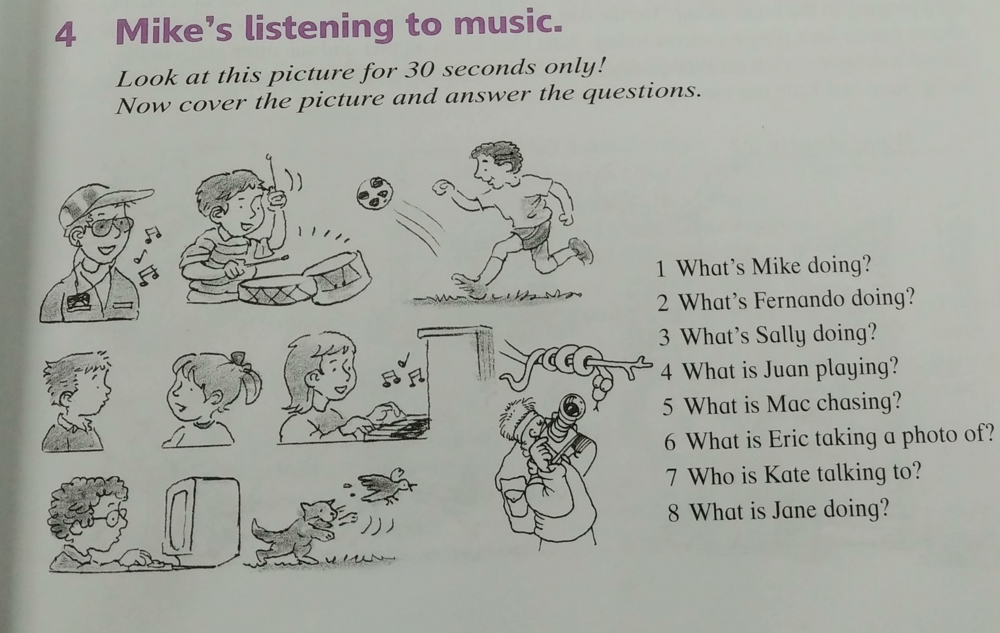 4 Mike's listening to music.
Look at this picture for 30 seconds only!
Now cover the picture and answer the questions.
1 What's Mike doing?
2 What's Fernando doing?
3 What's Sally doing?
4 What is Juan playing?
5 What is Mac chasing?
6 What is Eric taking a photo of?
7 Who is Kate talking to?
8 What is Jane doing?